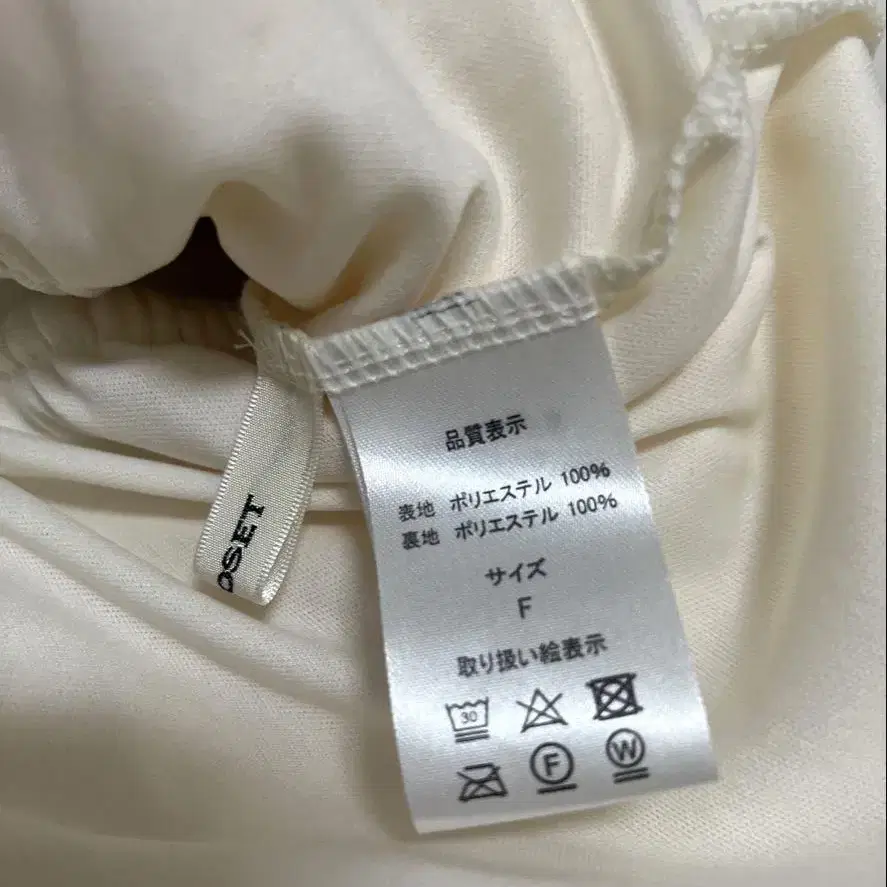 品質表示
表地 ポリエステル 100%
裏地 ポリエステル 100%
サイズ
F
取り扱い絵表示
30
F W